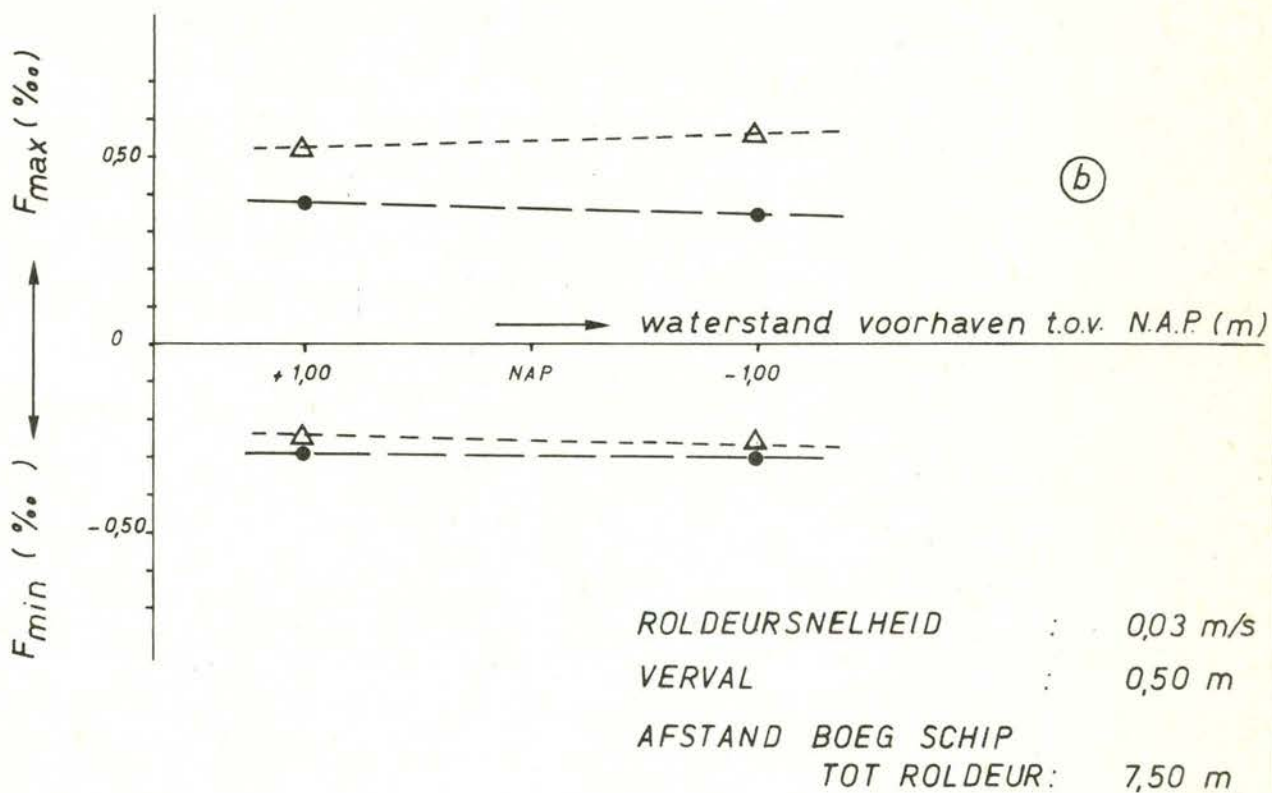 F max (‰)
0,50
b
waterstand voorhaven t.o.v. N.A.P. (m)
0
+1,00 NAP -1,00
F min (‰)
-0,50
ROLDEURSNELHEID : 0,03 m/s
VERVAL : 0,50 m
AFSTAND BOEG SCHIP
TOT ROLDEUR: 7,50 m